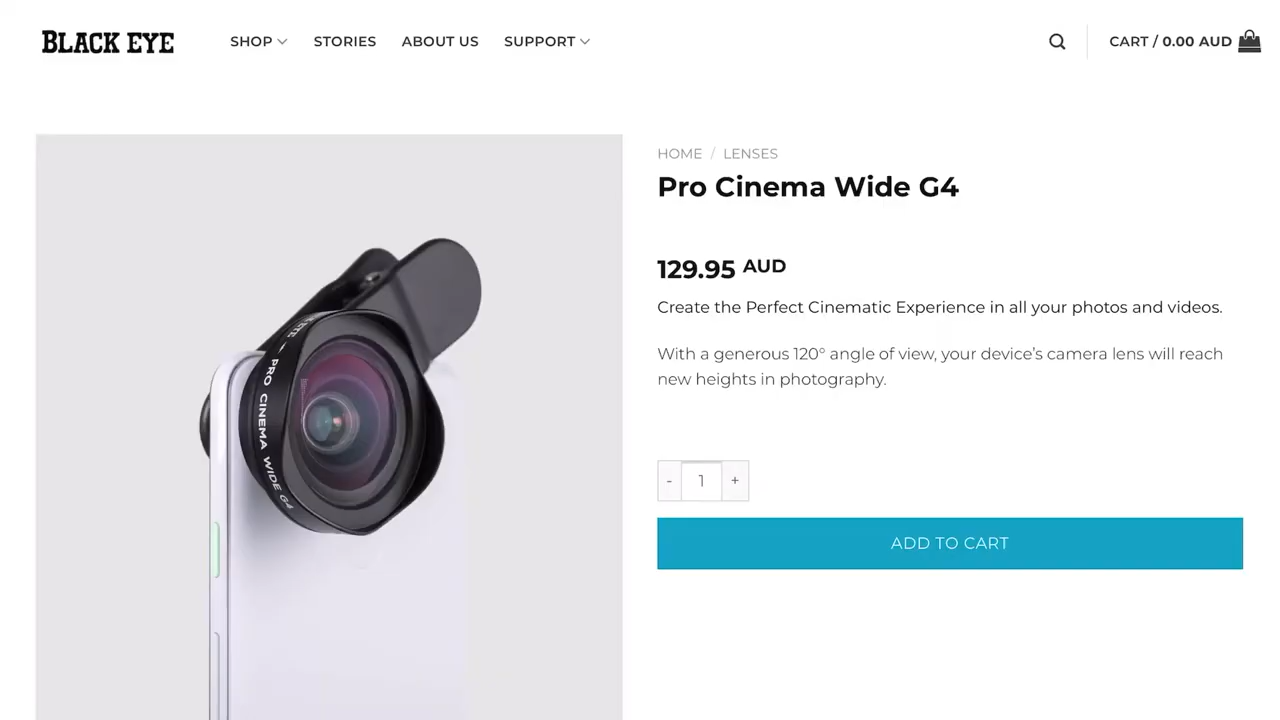 BLACK EYE
SHOP
STORIES
ABOUT US
SUPPORT
CART / 0.00 AUD
HOME / LENSES
Pro Cinema Wide G4
129.95 AUD
Create the Perfect Cinematic Experience in all your photos and videos.
With a generous 120° angle of view, your device’s camera lens will reach
new heights in photography.
- 1 +
ADD TO CART
PRO CINEMA WIDE G4